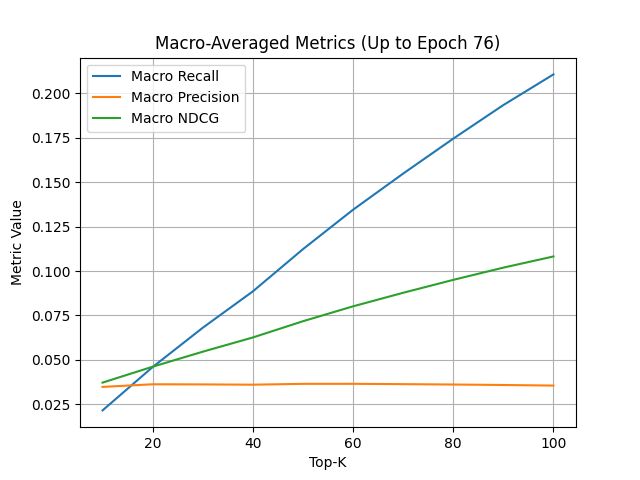 Macro-Averaged Metrics (Up to Epoch 76)
Macro Recall
Macro Precision
Macro NDCG
0.200
0.175
0.150
0.125
0.100
0.075
0.050
0.025
Metric Value
20 40 60 80 100
Top-K